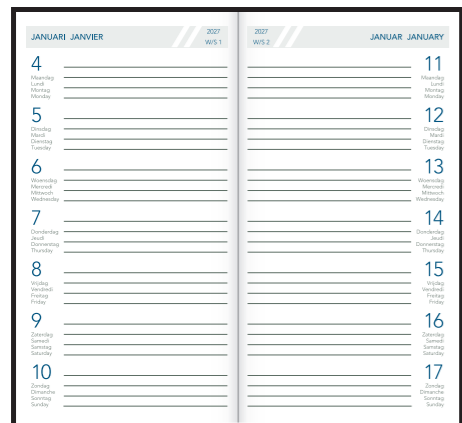 JANUARI JANVIER
2027
W/S 1
4
Maandag
Lundi
Montag
Monday
5
Dinsdag
Mardi
Dienstag
Tuesday
6
Woensdag
Mercredi
Mittwoch
Wednesday
7
Donderdag
Jeudi
Donnerstag
Thursday
8
Vrijdag
Vendredi
Freitag
Friday
9
Zaterdag
Samedi
Samstag
Saturday
10
Zondag
Dimanche
Sonntag
Sunday
2027
W/S 2
JANUAR JANUARY
11
Maandag
Lundi
Montag
Monday
12
Dinsdag
Mardi
Dienstag
Tuesday
13
Woensdag
Mercredi
Mittwoch
Wednesday
14
Donderdag
Jeudi
Donnerstag
Thursday
15
Vrijdag
Vendredi
Freitag
Friday
16
Zaterdag
Samedi
Samstag
Saturday
17
Zondag
Dimanche
Sonntag
Sunday